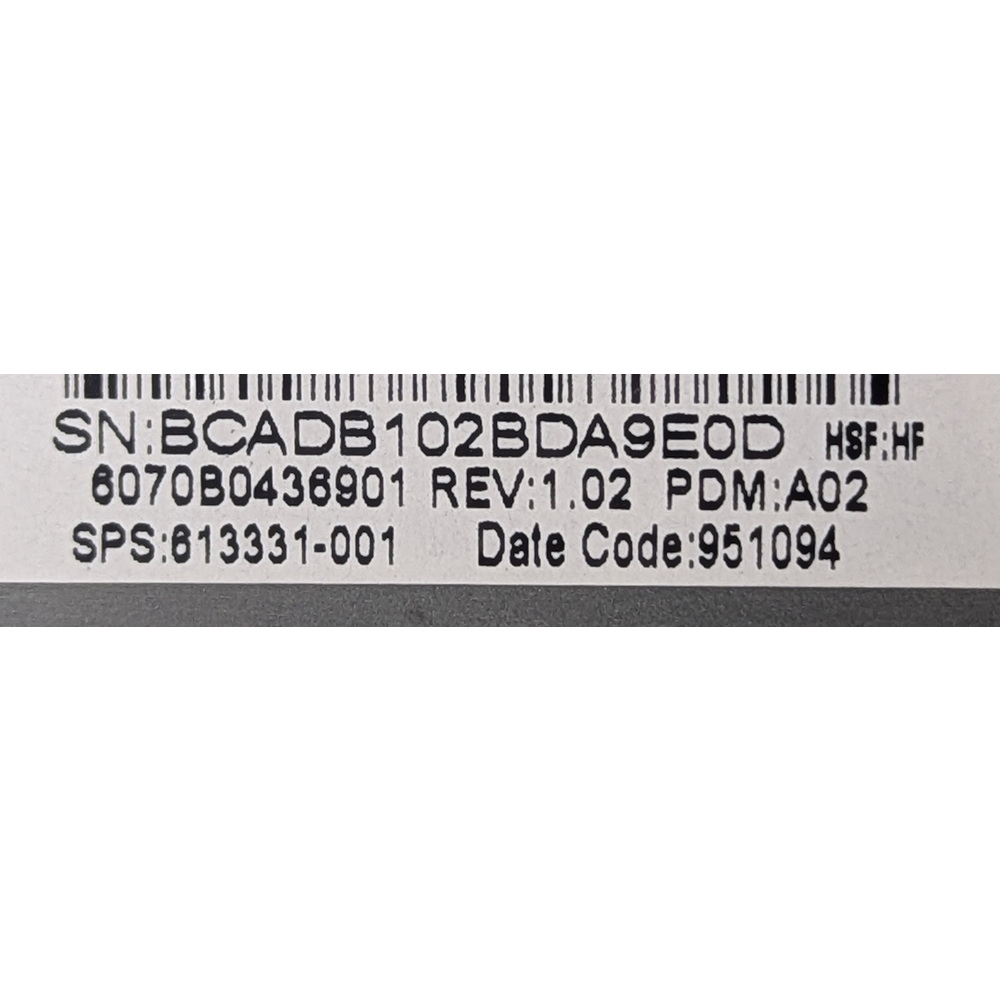 SN:BCADB102BDA9E0D HSF:HF
6070B0436901 REV:1.02 PDM:A02
SPS:613331-001 Date Code:951094